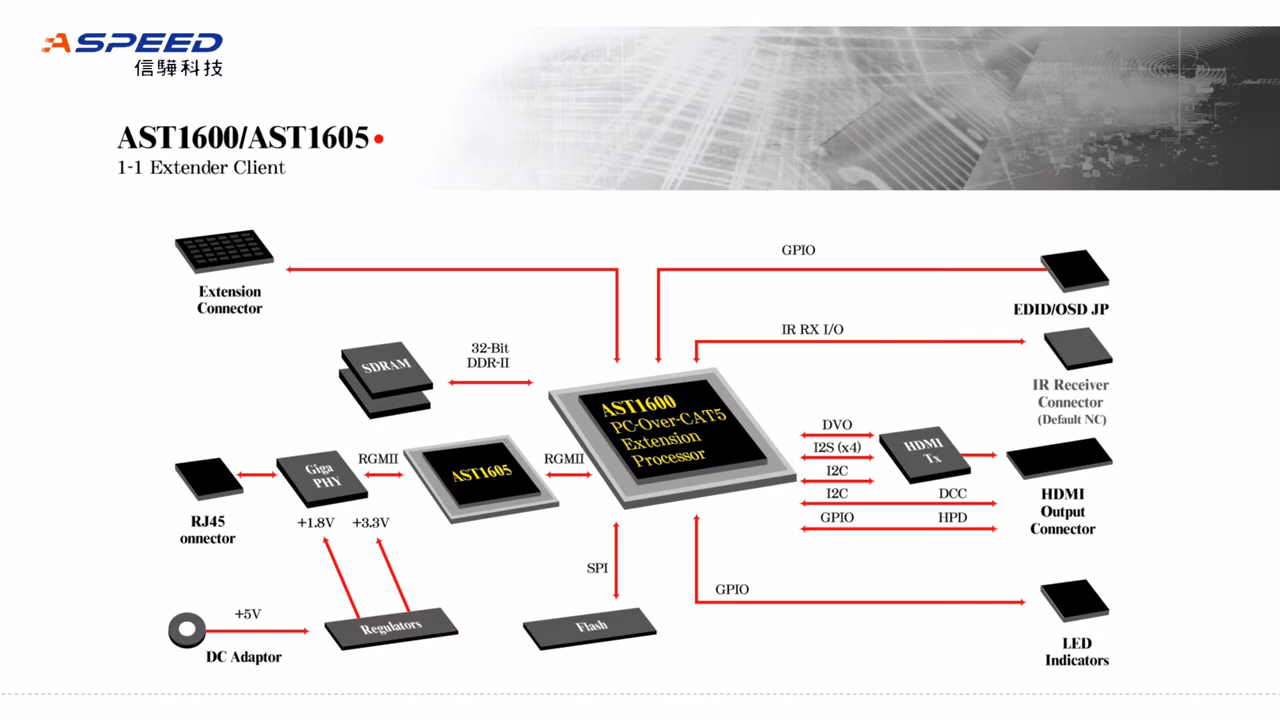 ASPEED
信驊科技
AST1600/AST1605
1-1 Extender Client
Extension
Connector
GPIO
EDID/OSD JP
IR RX I/O
IR Receiver
Connector
(Default NC)
SDRAM
32-Bit
DDR-II
AST1600
PC-Over-CAT5
Extension
Processor
DVO
I2S (x4)
I2C
I2C
DCC
GPIO
HPD
HDMI
Tx
HDMI
Output
Connector
RJ45
onnector
Giga
PHY
RGMII
AST1605
RGMII
+1.8V
+3.3V
SPI
GPIO
LED
Indicators
+5V
DC Adaptor
Regulators
Flash